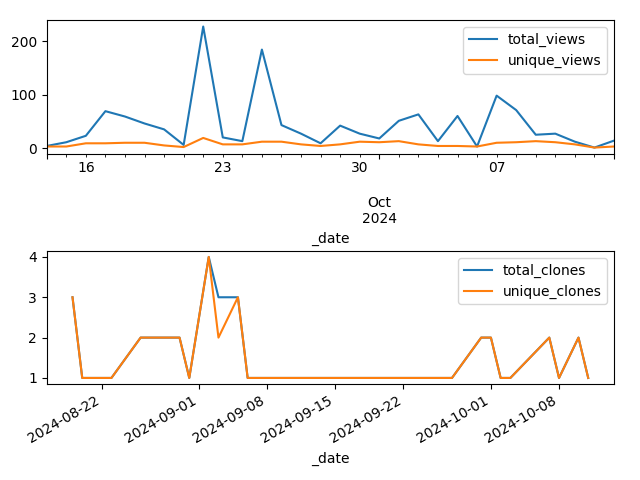 200
100
0
total_views
unique_views
16
23
30
07
Oct
2024
_date
4
3
2
1
total_clones
unique_clones
2024-08-22
2024-09-01
2024-09-08
2024-09-15
2024-09-22
2024-10-01
2024-10-08
_date